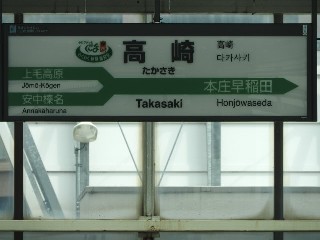 高崎
高崎
다카사키
たかさき
上毛高原
Jōmō-Kōgen
安中榛名
Annakaharuna
Takasaki
本庄早稲田
Honjōwaseda